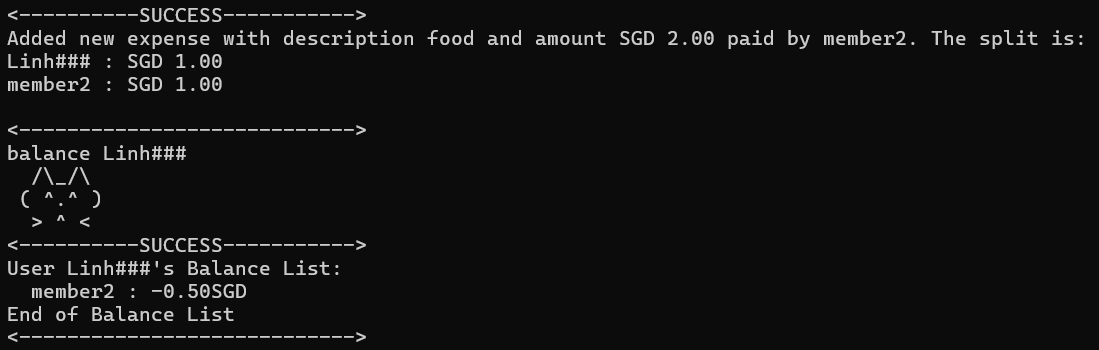 <----------SUCCESS----------->
Added new expense with description food and amount SGD 2.00 paid by member2. The split is:
Linh### : SGD 1.00
member2 : SGD 1.00

<---------------------------->
balance Linh###
  /\_/\
 ( ^.^ )
  > ^ <
<----------SUCCESS----------->
User Linh###'s Balance List:
  member2 : -0.50SGD
End of Balance List
<---------------------------->